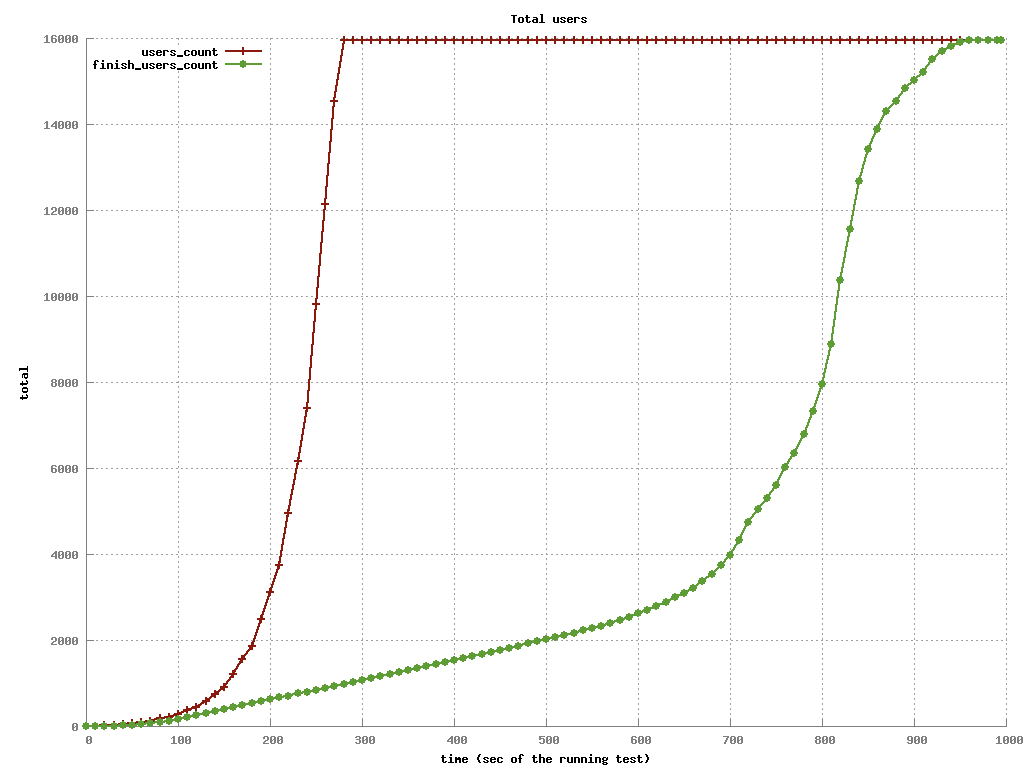 Total users
users_count
finish_users_count
16000
14000
12000
10000
8000
6000
4000
2000
0
total
0 100 200 300 400 500 600 700 800 900 1000
time (sec of the running test)